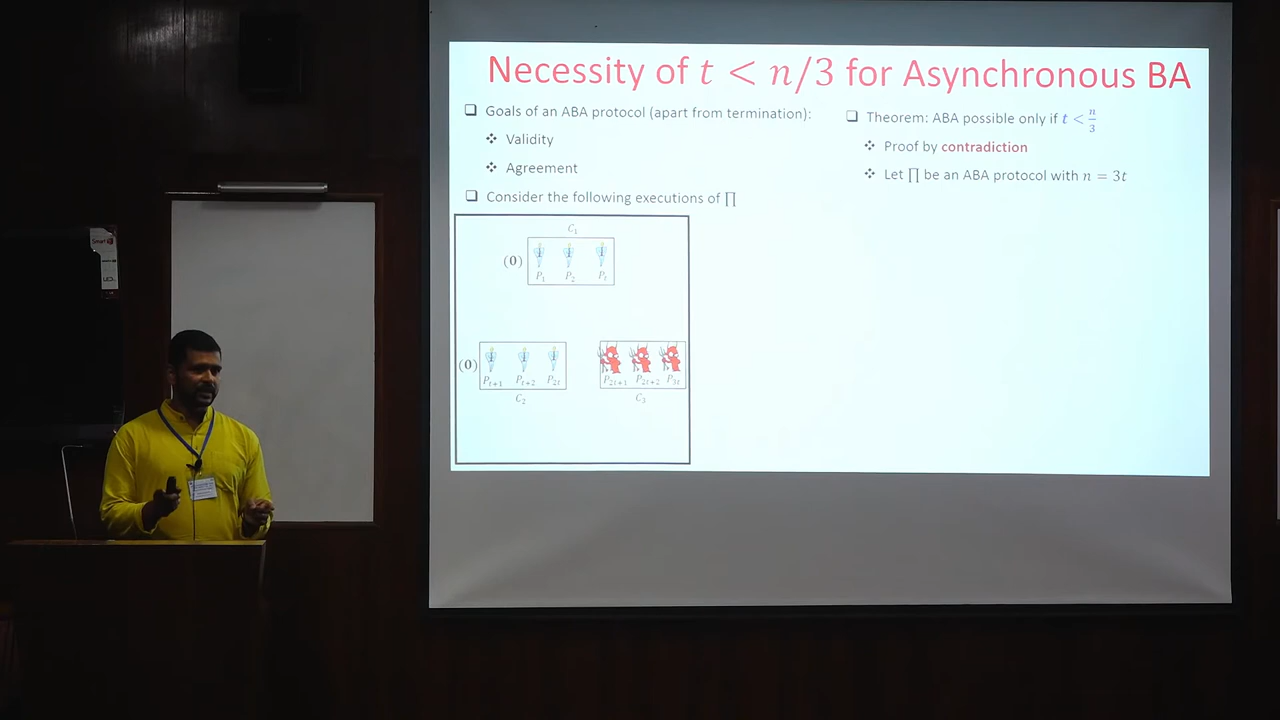 Necessity of t < n/3 for Asynchronous BA
❑ Goals of an ABA protocol (apart from termination):
❖ Validity
❖ Agreement
❑ Consider the following executions of ∏
C₁
(0)
P₁ P₂ Pₜ
(0)
Pₜ₊₁ Pₜ₊₂ P₂ₜ
C₂
P₂ₜ₊₁ P₂ₜ₊₂ P₃ₜ
C₃
❑ Theorem: ABA possible only if t < n/3
❖ Proof by contradiction
❖ Let ∏ be an ABA protocol with n = 3t
Smart